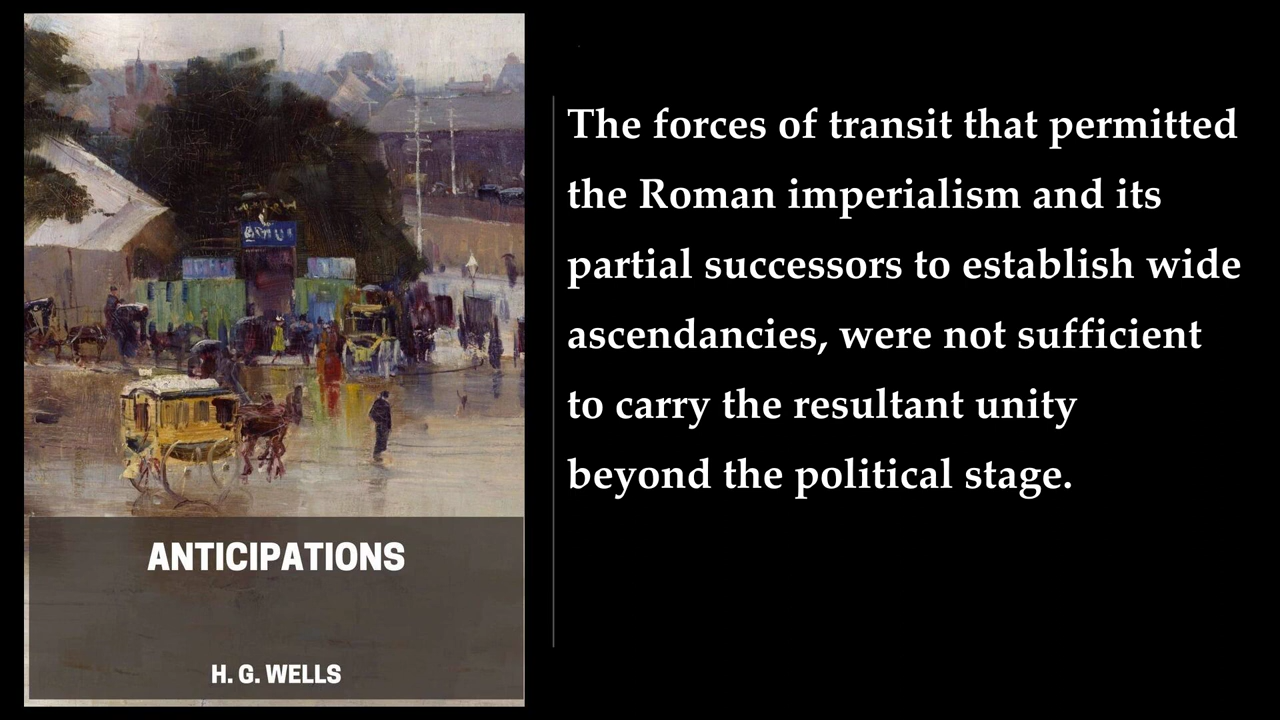 ANTICIPATIONS
H. G. WELLS
The forces of transit that permitted
the Roman imperialism and its
partial successors to establish wide
ascendancies, were not sufficient
to carry the resultant unity
beyond the political stage.